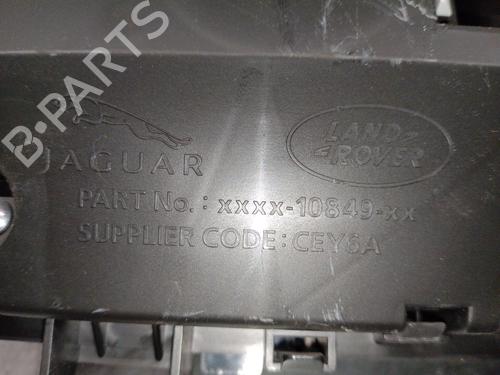 B-PARTS
JAGUAR
LAND
ROVER
PART No.: xxxx-10849-xx
SUPPLIER CODE: CEY6A